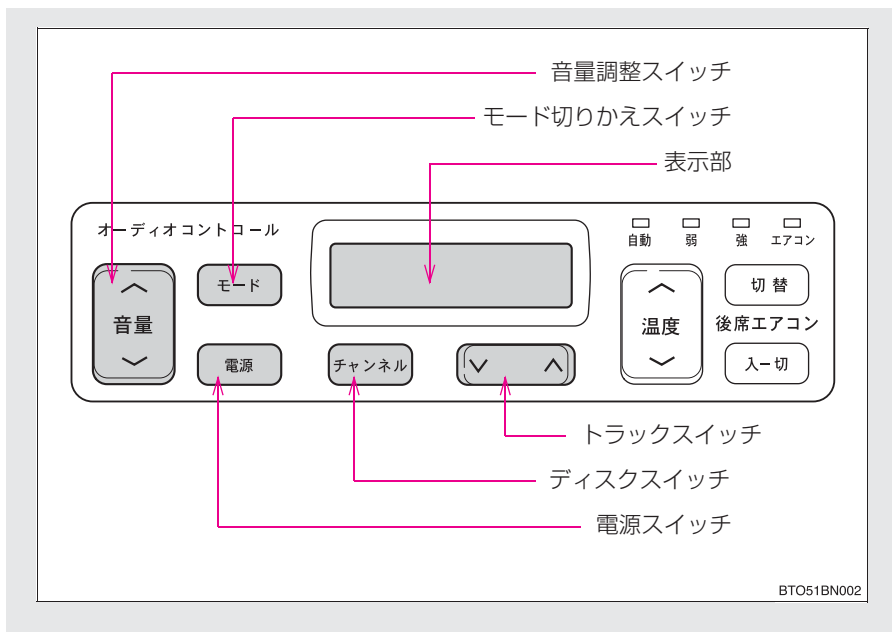 音量調整スイッチ
モード切りかえスイッチ
表示部
オーディオコントロール
自動 弱 強 エアコン
モード
切替
音量
温度
後席エアコン
電源
チャンネル
入−切
トラックスイッチ
ディスクスイッチ
電源スイッチ
BTO51BN002